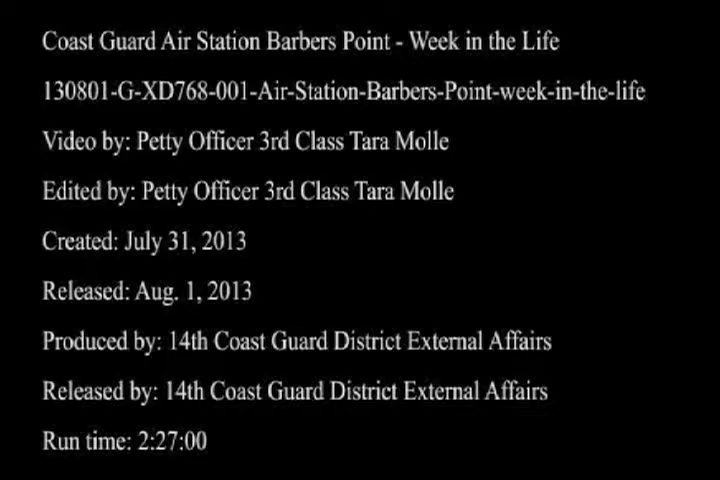 Coast Guard Air Station Barbers Point - Week in the Life
130801-G-XD768-001-Air-Station-Barbers-Point-week-in-the-life
Video by: Petty Officer 3rd Class Tara Molle
Edited by: Petty Officer 3rd Class Tara Molle
Created: July 31, 2013
Released: Aug. 1, 2013
Produced by: 14th Coast Guard District External Affairs
Released by: 14th Coast Guard District External Affairs
Run time: 2:27:00